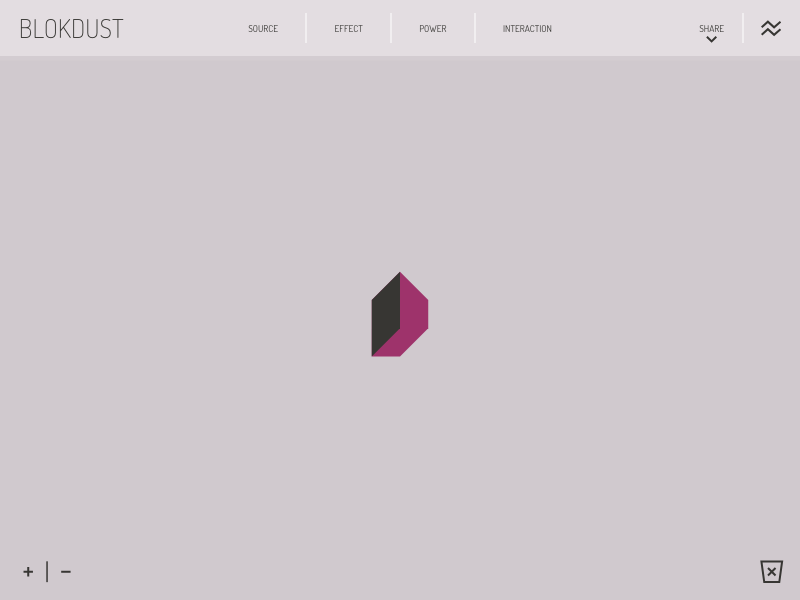 BLOKDUST
SOURCE
EFFECT
POWER
INTERACTION
SHARE